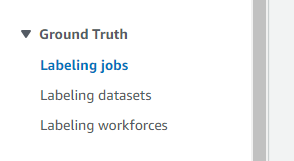 Ground Truth
Labeling jobs
Labeling datasets
Labeling workforces